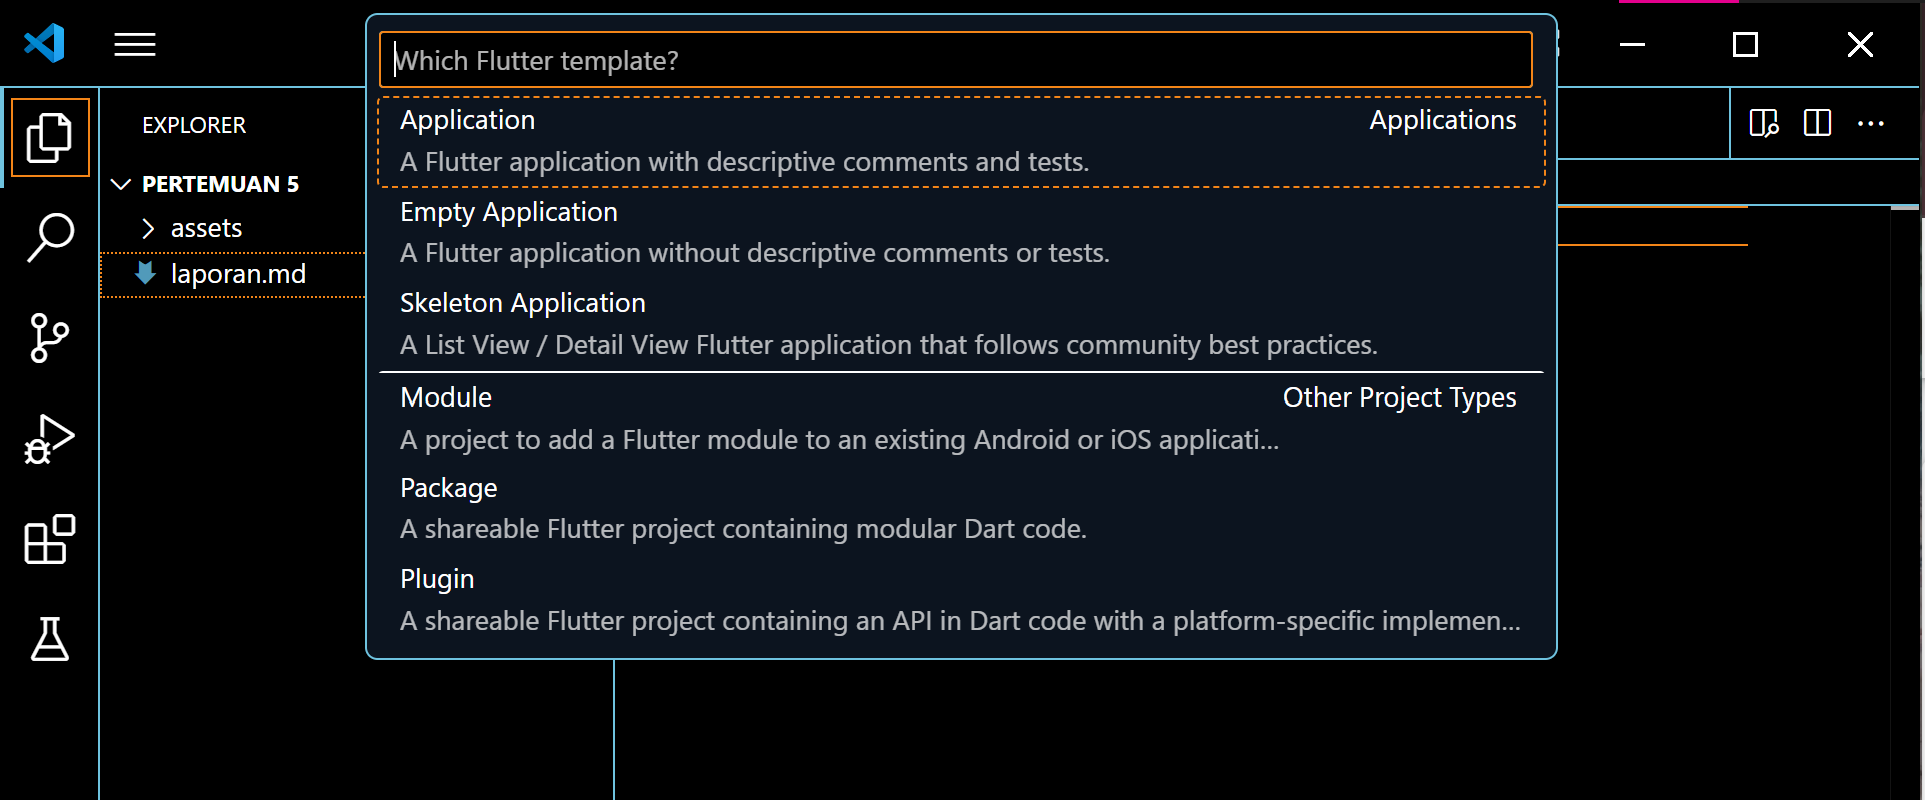 Which Flutter template?
EXPLORER
PERTEMUAN 5
assets
laporan.md
Application Applications
A Flutter application with descriptive comments and tests.
Empty Application
A Flutter application without descriptive comments or tests.
Skeleton Application
A List View / Detail View Flutter application that follows community best practices.
Module Other Project Types
A project to add a Flutter module to an existing Android or iOS applicati...
Package
A shareable Flutter project containing modular Dart code.
Plugin
A shareable Flutter project containing an API in Dart code with a platform-specific implemen...